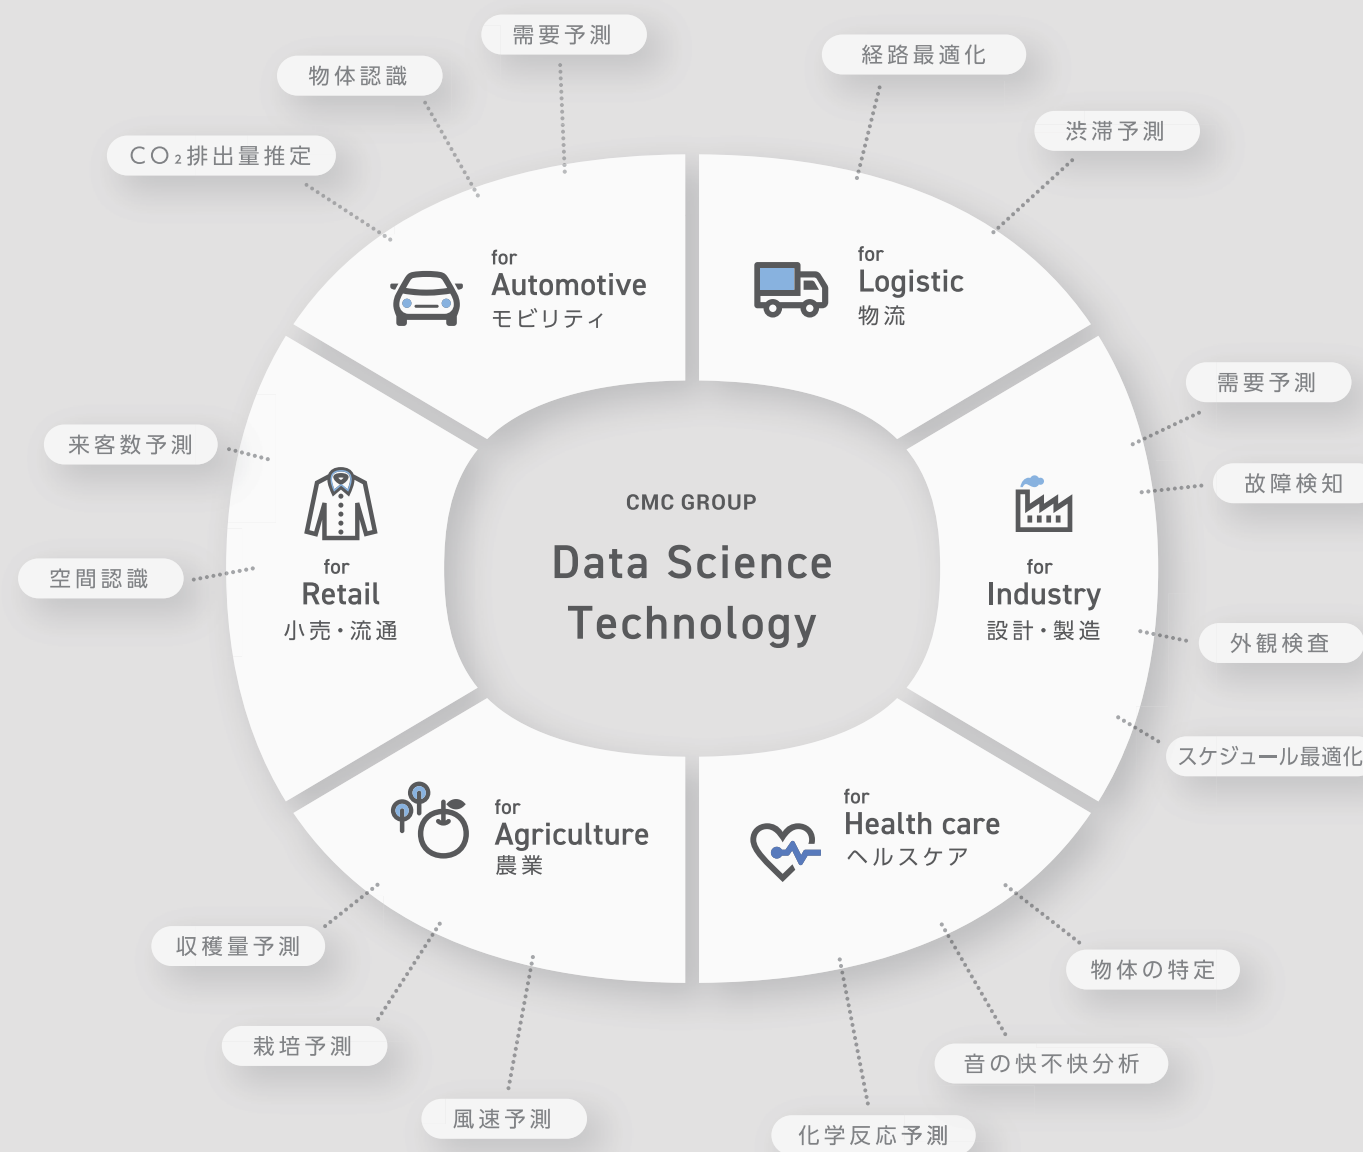 需要予測
経路最適化
物体認識
渋滞予測
CO₂排出量推定
for
Automotive
モビリティ
for
Logistic
物流
需要予測
来客数予測
故障検知
CMC GROUP
Data Science
Technology
空間認識
for
Retail
小売・流通
for
Industry
設計・製造
外観検査
スケジュール最適化
for
Agriculture
農業
for
Health care
ヘルスケア
収穫量予測
物体の特定
栽培予測
音の快不快分析
風速予測
化学反応予測